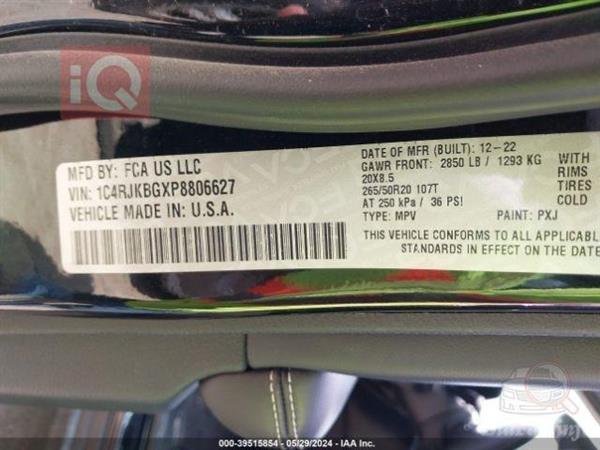 iQ
MFD BY: FCA US LLC
VIN: 1C4RJKBGXP8806627
VEHICLE MADE IN: U.S.A.
DATE OF MFR (BUILT): 12-22
GAWR FRONT: 2850 LB / 1293 KG
20X8.5
265/50R20 107T
AT 250 kPa / 36 PSI
TYPE: MPV PAINT: PXJ
WITH
TIRES
RIMS
COLD
THIS VEHICLE CONFORMS
STANDARDS IN EFFECT ON THE DATE
000-39515854 - 05/29/2024 - IAA Inc.